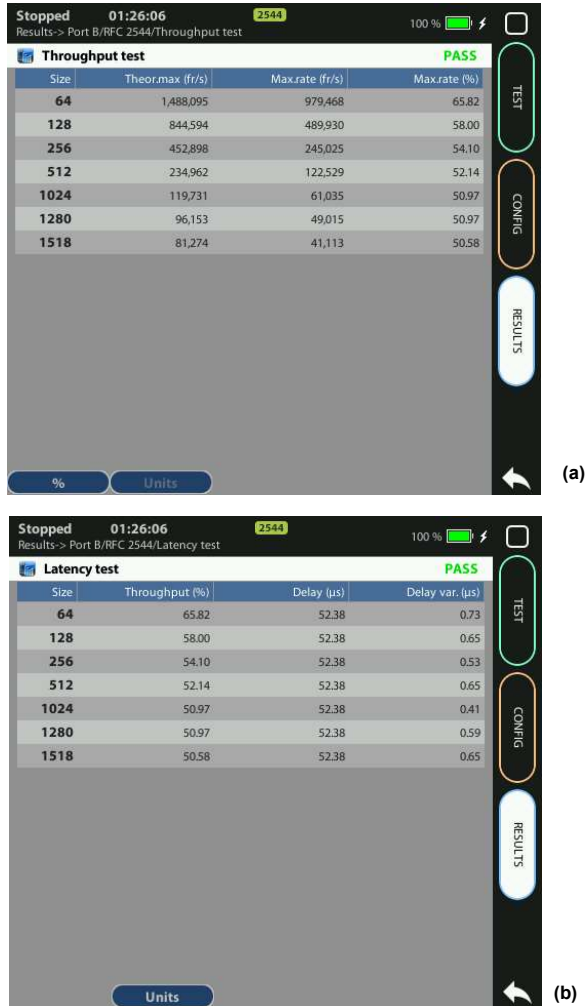 Stopped 01:26:06 2544 100 %
Results-> Port B/RFC 2544/Throughput test
Throughput test PASS
Size Theor.max (fr/s) Max.rate (fr/s) Max.rate (%)
64 1,488,095 979,468 65.82
128 844,594 489,930 58.00
256 452,898 245,025 54.10
512 234,962 122,529 52.14
1024 119,731 61,035 50.97
1280 96,153 49,015 50.97
1518 81,274 41,113 50.58
TEST
CONFIG
RESULTS
% Units
(a)
Stopped 01:26:06 2544 100 %
Results-> Port B/RFC 2544/Latency test
Latency test PASS
Size Throughput (%) Delay (μs) Delay var. (μs)
64 65.82 52.38 0.73
128 58.00 52.38 0.65
256 54.10 52.38 0.53
512 52.14 52.38 0.65
1024 50.97 52.38 0.41
1280 50.97 52.38 0.59
1518 50.58 52.38 0.65
TEST
CONFIG
RESULTS
Units
(b)